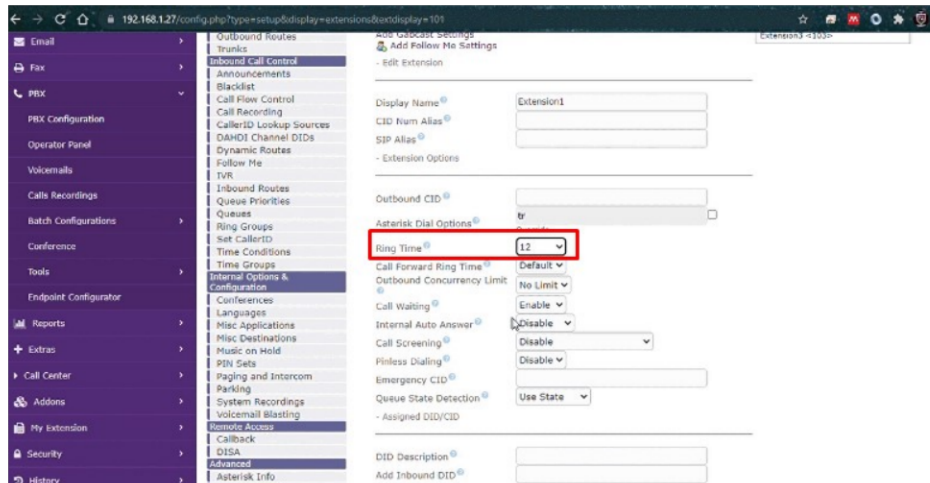 192.168.1.27/config.php?type=setup&display=extensions&extdisplay=101
Email
Fax
PBX
PBX Configuration
Operator Panel
Voicemails
Calls Recordings
Batch Configurations
Conference
Tools
Endpoint Configurator
Reports
Extras
Call Center
Addons
My Extension
Security
History
Outbound Routes
Trunks
Inbound Call Control
Announcements
Blacklist
Call Flow Control
Call Recording
CallerID Lookup Sources
DAHDI Channel DIDs
Dynamic Routes
Follow Me
IVR
Inbound Routes
Queue Priorities
Queues
Ring Groups
Set CallerID
Time Conditions
Time Groups
Internal Options &
Configuration
Conferences
Languages
Misc Applications
Misc Destinations
Music on Hold
PIN Sets
Paging and Intercom
Parking
System Recordings
Voicemail Blasting
Remote Access
Callback
DISA
Advanced
Asterisk Info
Add Gabcast Settings
Add Follow Me Settings
- Edit Extension
Display Name Extension1
CID Num Alias
SIP Alias
- Extension Options
Outbound CID
Asterisk Dial Options tr
Override
Ring Time 12
Call Forward Ring Time Default
Outbound Concurrency Limit No Limit
Call Waiting Enable
Internal Auto Answer Disable
Call Screening Disable
Pinless Dialing Disable
Emergency CID
Queue State Detection Use State
- Assigned DID/CID
DID Description
Add Inbound DID
Extension3 <103>